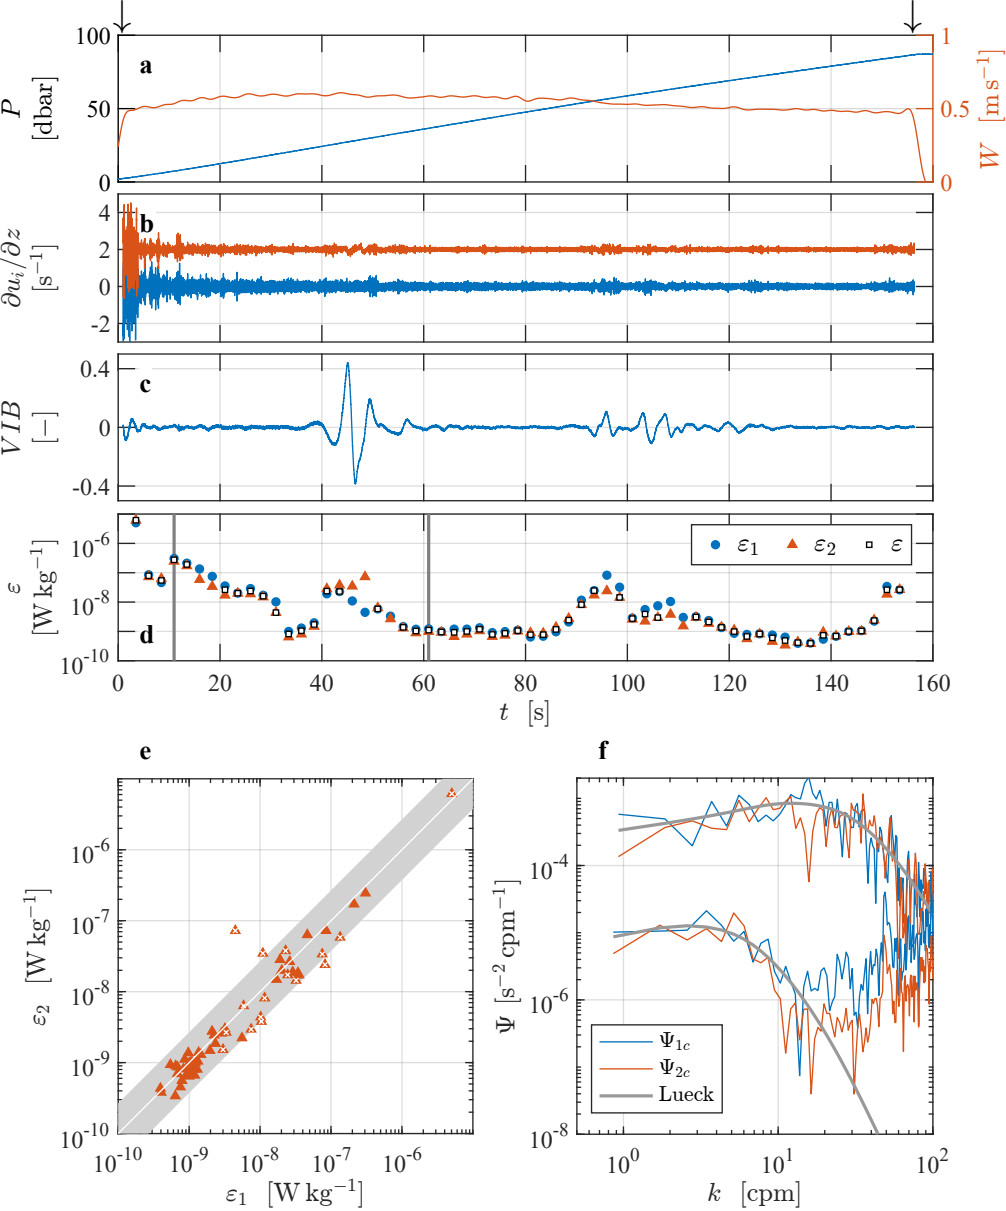 a
100
50
0
P [dbar]
1
0.5
0
W [m s⁻¹]
b
4
2
0
-2
∂uᵢ/∂z [s⁻¹]
c
0.4
0
-0.4
VIB [−]
ε₁ ε₂ ε
10⁻⁶
10⁻⁸
10⁻¹⁰
ε [W kg⁻¹]
d
0 20 40 60 80 100 120 140 160
t [s]
e
10⁻⁶
10⁻⁷
10⁻⁸
10⁻⁹
10⁻¹⁰
ε₂ [W kg⁻¹]
10⁻¹⁰ 10⁻⁹ 10⁻⁸ 10⁻⁷ 10⁻⁶
ε₁ [W kg⁻¹]
f
10⁻⁴
10⁻⁶
10⁻⁸
Ψ [s⁻² cpm⁻¹]
Ψ₁c
Ψ₂c
Lueck
10⁰ 10¹ 10²
k [cpm]